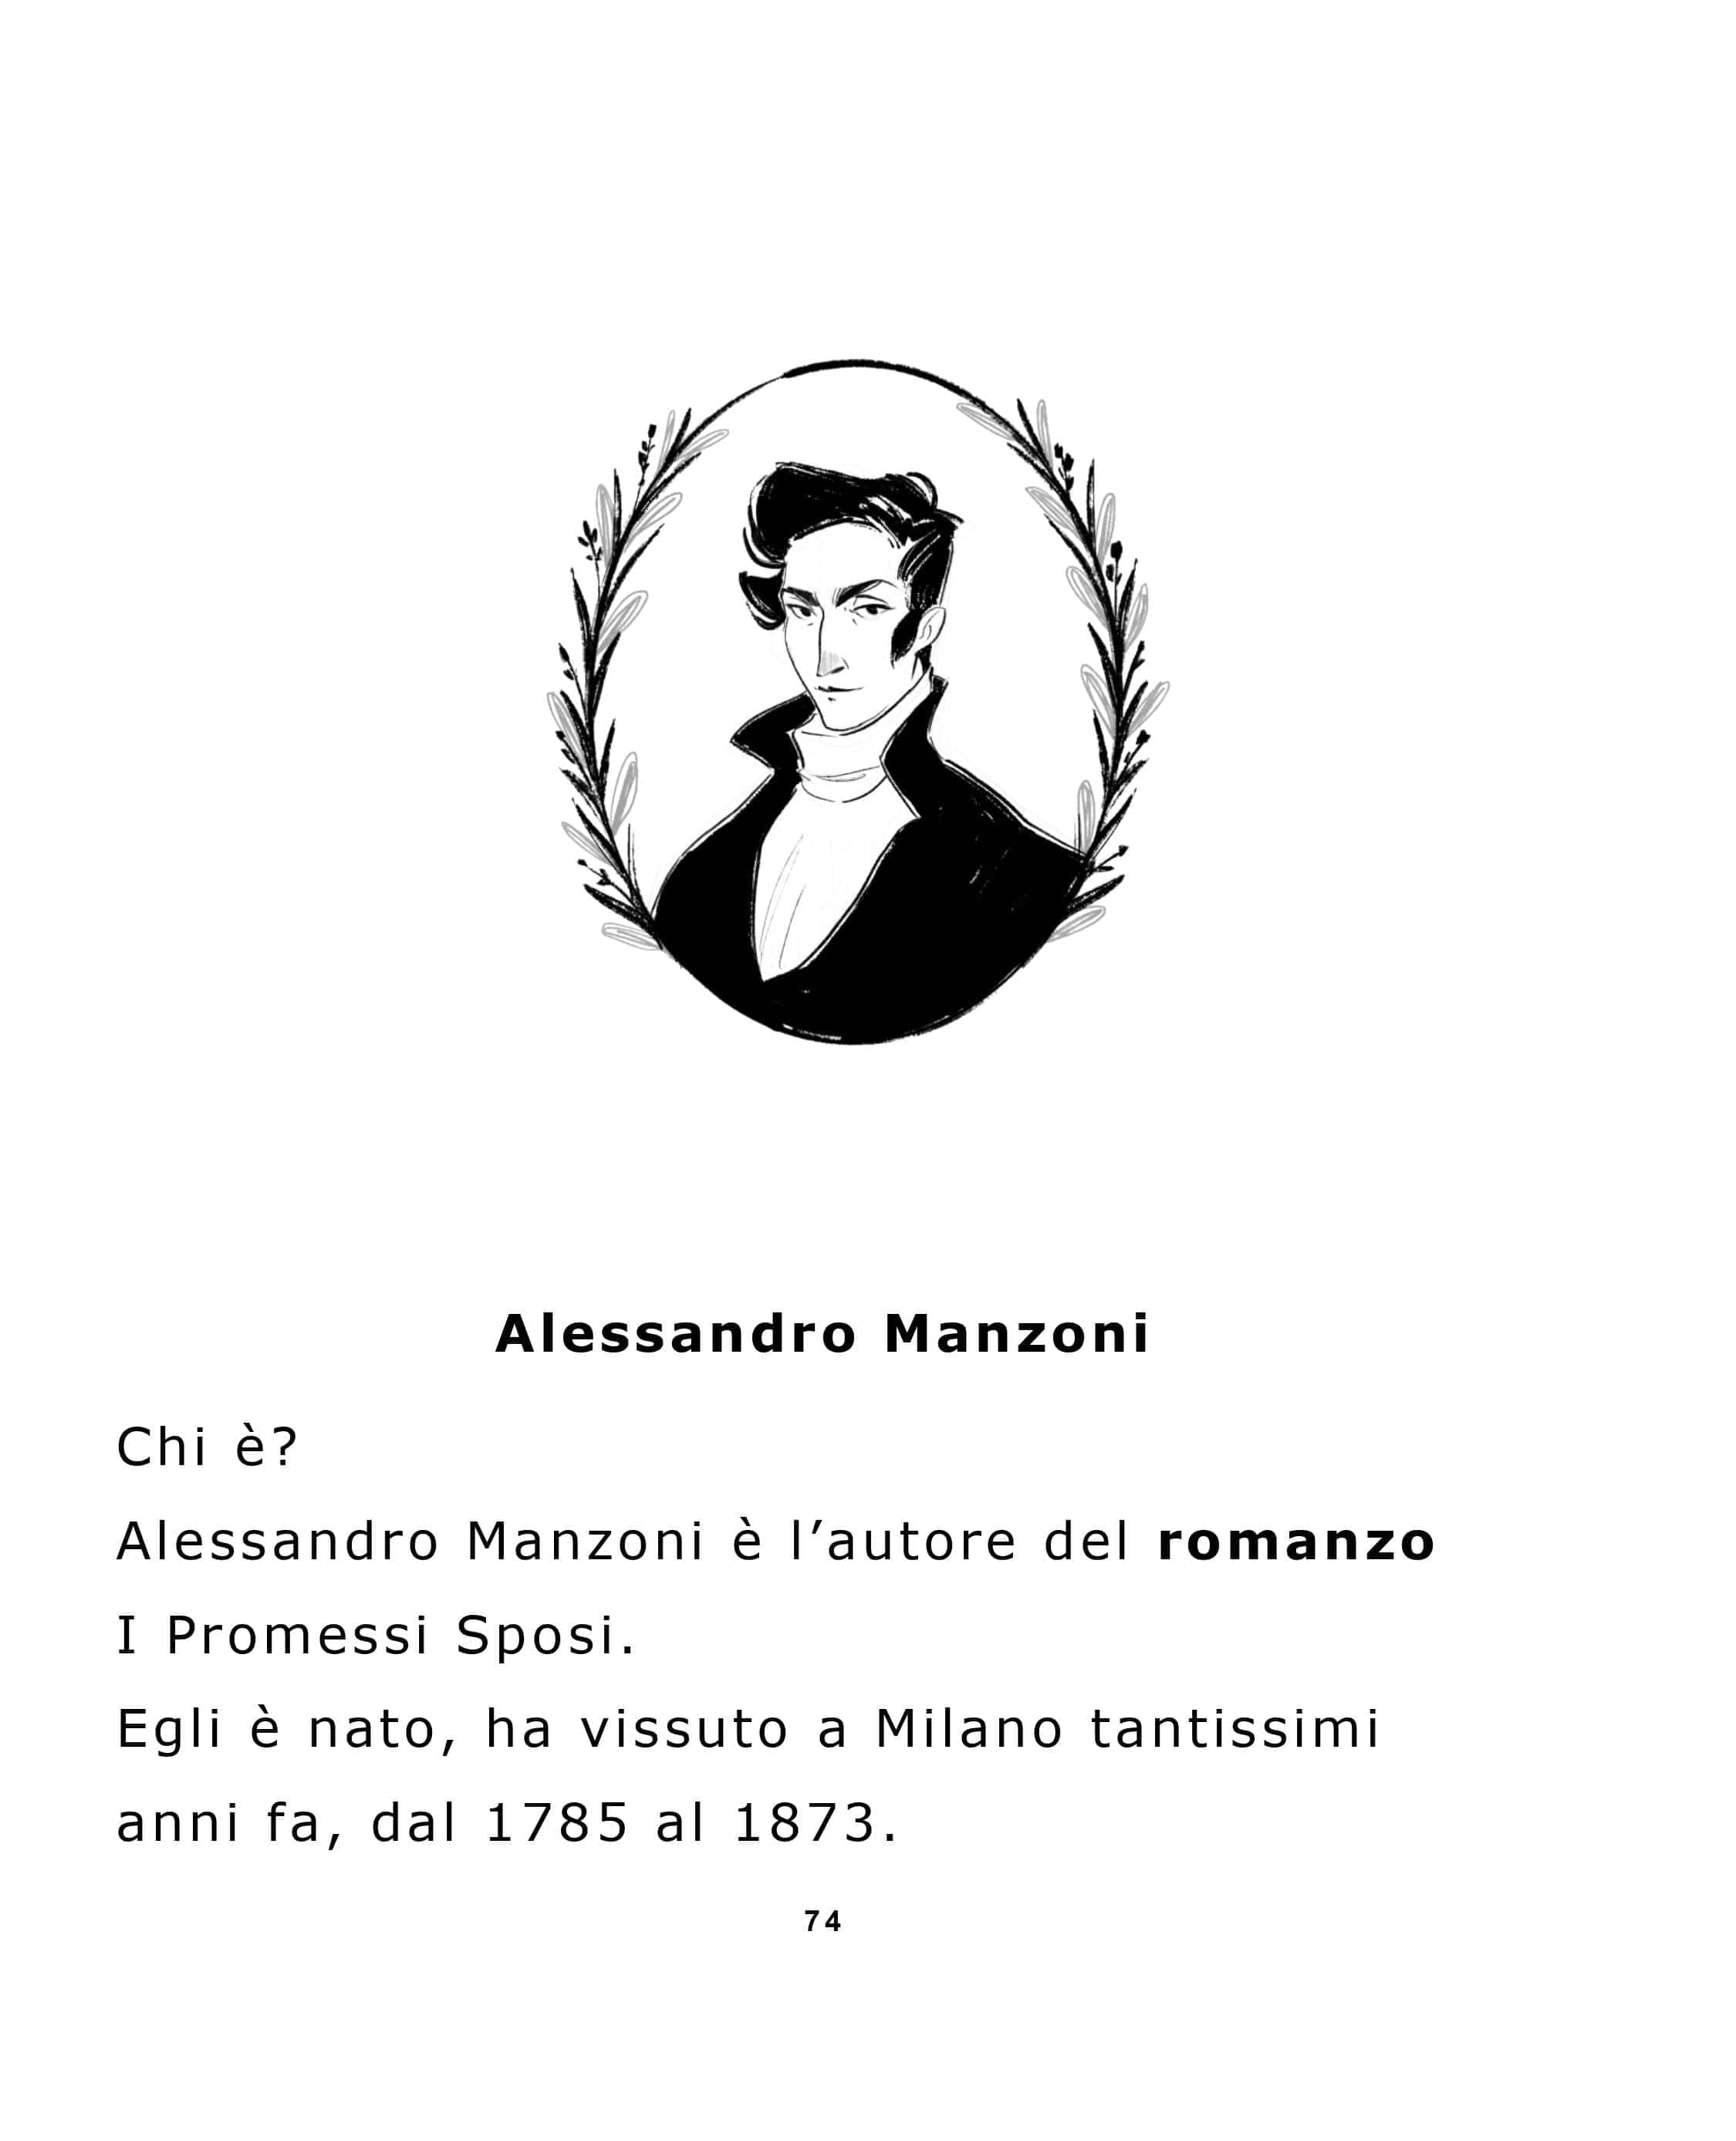 Alessandro Manzoni
Chi è?
Alessandro Manzoni è l’autore del romanzo
I Promessi Sposi.
Egli è nato, ha vissuto a Milano tantissimi
anni fa, dal 1785 al 1873.
74